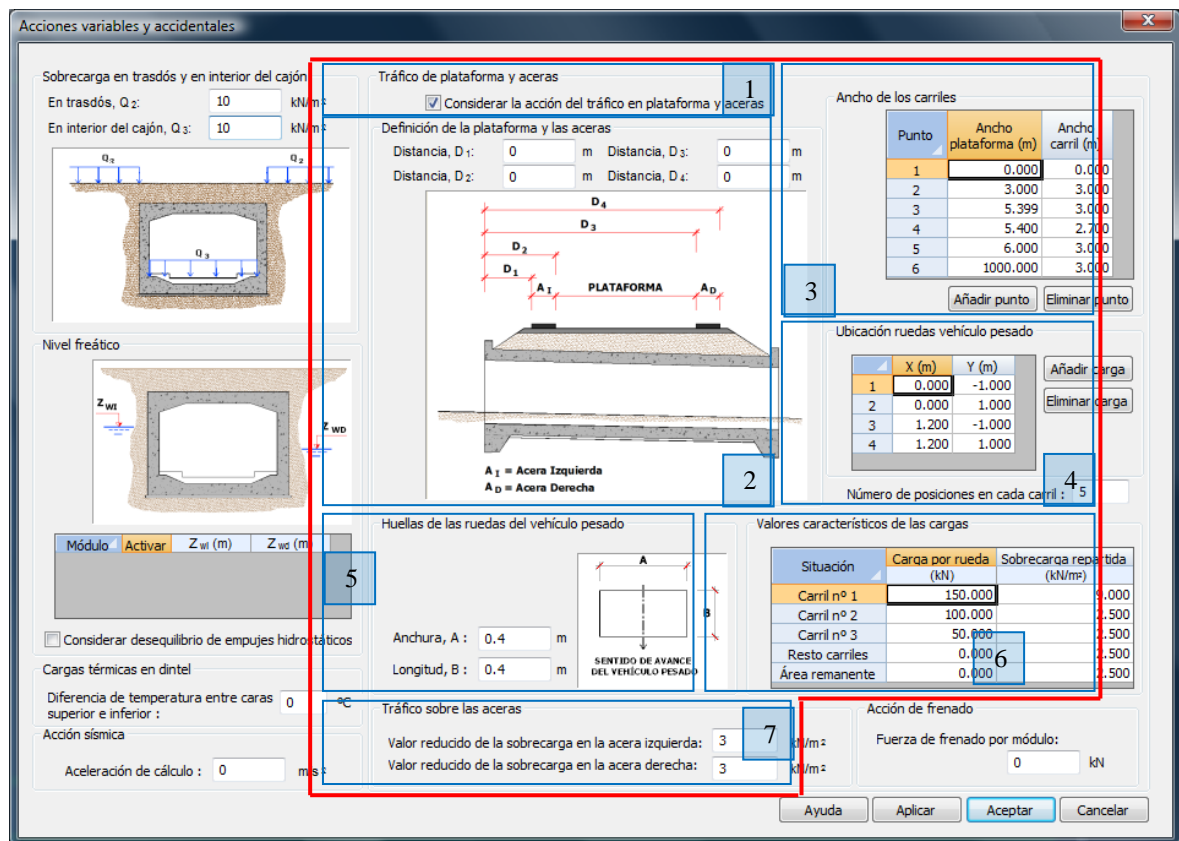 Acciones variables y accidentales
Sobrecarga en trasdós y en interior del cajón
En trasdós, Q 2: 10 kN/m²
En interior del cajón, Q 3: 10 kN/m²
Q2 Q2
Q3
Nivel freático
Z WI
Z WD
Módulo Activar Z wi (m) Z wd (m)
Considerar desequilibrio de empujes hidrostáticos
Cargas térmicas en dintel
Diferencia de temperatura entre caras
superior e inferior : 0 ºC
Acción sísmica
Aceleración de cálculo : 0 m/s²
Tráfico de plataforma y aceras
Considerar la acción del tráfico en plataforma y aceras
1
Definición de la plataforma y las aceras
Distancia, D 1: 0 m Distancia, D 3: 0 m
Distancia, D 2: 0 m Distancia, D 4: 0 m
D4
D3
D2
D1
A I PLATAFORMA A D
A I = Acera Izquierda
A D = Acera Derecha
2
Ancho de los carriles
Punto Ancho plataforma (m) Ancho carril (m)
1 0.000 0.000
2 3.000 3.000
3 5.399 3.000
4 5.400 2.700
5 6.000 3.000
6 1000.000 3.000
Añadir punto Eliminar punto
3
Ubicación ruedas vehículo pesado
X (m) Y (m)
1 0.000 -1.000
2 0.000 1.000
3 1.200 -1.000
4 1.200 1.000
Añadir carga
Eliminar carga
4
Número de posiciones en cada carril : 5
Huellas de las ruedas del vehículo pesado
5
A
B
Anchura, A : 0.4 m
Longitud, B : 0.4 m
SENTIDO DE AVANCE
DEL VEHÍCULO PESADO
Valores característicos de las cargas
Situación Carga por rueda (kN) Sobrecarga repartida (kN/m²)
Carril nº 1 150.000 9.000
Carril nº 2 100.000 2.500
Carril nº 3 50.000 2.500
Resto carriles 0.000 2.500
Área remanente 0.000 2.500
6
Tráfico sobre las aceras
Valor reducido de la sobrecarga en la acera izquierda: 3 kN/m²
Valor reducido de la sobrecarga en la acera derecha: 3 kN/m²
7
Acción de frenado
Fuerza de frenado por módulo:
0 kN
Ayuda Aplicar Aceptar Cancelar